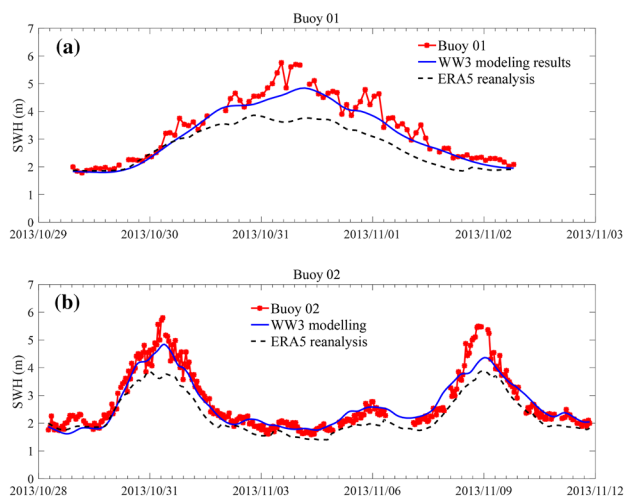 Buoy 01
(a)
Buoy 01
WW3 modeling results
ERA5 reanalysis
SWH (m)
7
6
5
4
3
2
1
0
2013/10/29 2013/10/30 2013/10/31 2013/11/01 2013/11/02 2013/11/03
Buoy 02
(b)
Buoy 02
WW3 modelling
ERA5 reanalysis
SWH (m)
7
6
5
4
3
2
1
0
2013/10/28 2013/10/31 2013/11/03 2013/11/06 2013/11/09 2013/11/12